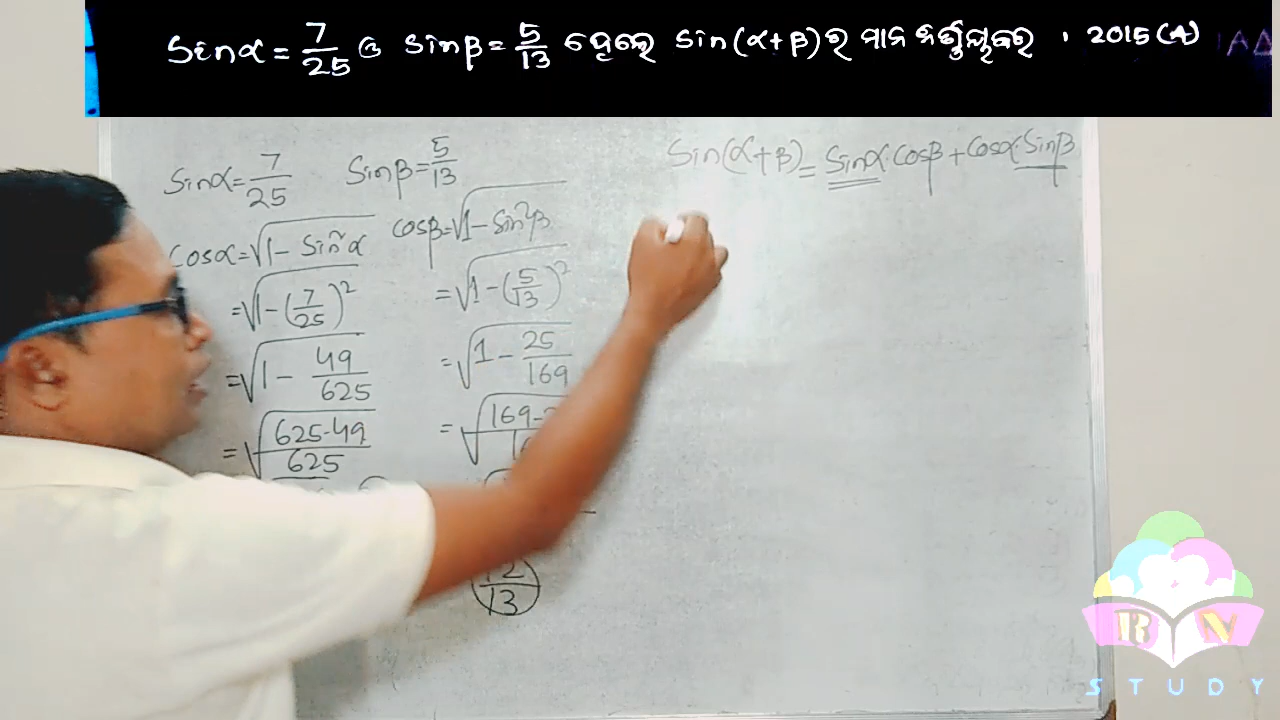 Sinα = 7/25 ଓ Sinβ = 5/13 ହେଲେ Sin(α+β)ର ମାନ ନିର୍ଣ୍ଣୟକର । 2015(A)
Sinα = 7/25
Cosα = √1 - Sin²α
= √1 - (7/25)²
= √1 - 49/625
= √625-49/625
Sinβ = 5/13
Cosβ = √1 - Sin²β
= √1 - (5/13)²
= √1 - 25/169
= √169-
12/13
Sin(α+β) = Sinα·Cosβ + Cosα·Sinβ
BN
STUDY